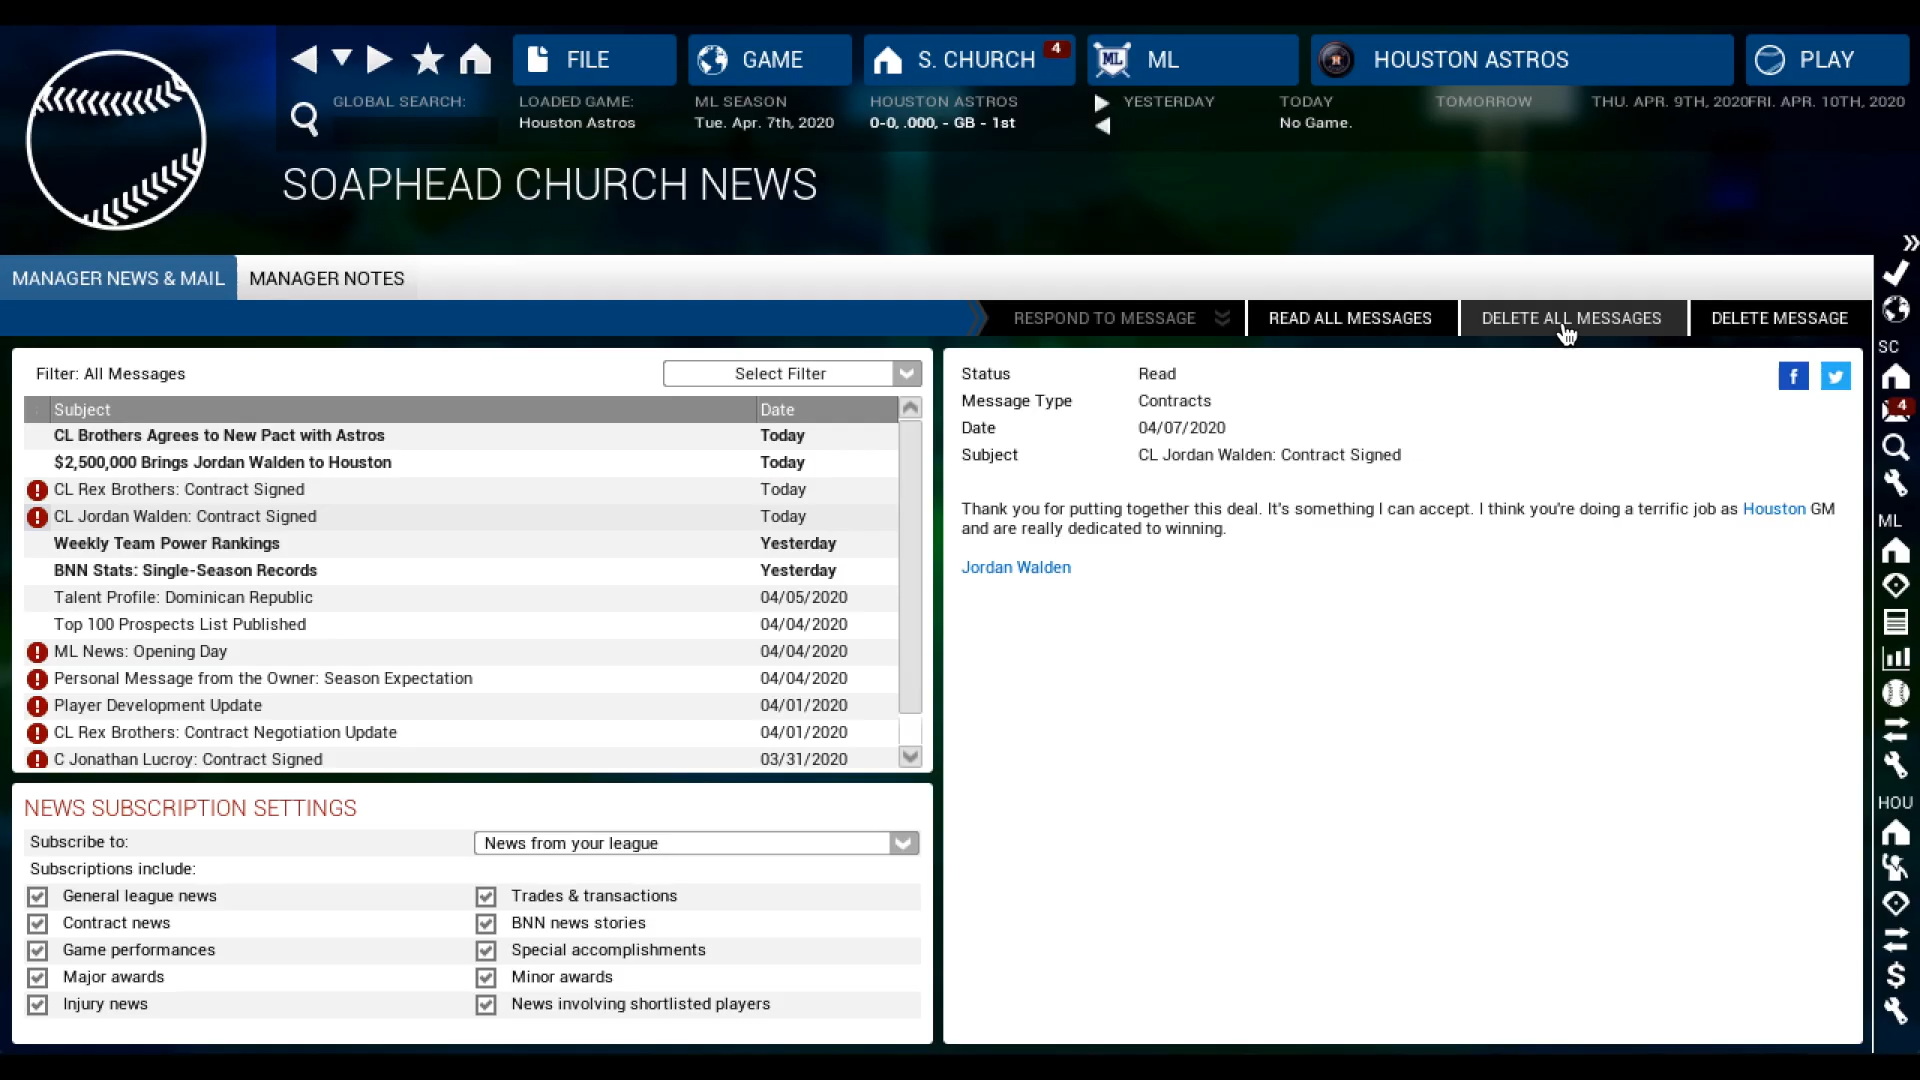 FILE
GAME
S. CHURCH 4
ML
HOUSTON ASTROS
PLAY
GLOBAL SEARCH:
LOADED GAME:
Houston Astros
ML SEASON
Tue. Apr. 7th, 2020
HOUSTON ASTROS
0-0, .000, - GB - 1st
YESTERDAY
TODAY
No Game.
TOMORROW
THU. APR. 9TH, 2020
FRI. APR. 10TH, 2020
SOAPHEAD CHURCH NEWS
MANAGER NEWS & MAIL
MANAGER NOTES
RESPOND TO MESSAGE
READ ALL MESSAGES
DELETE ALL MESSAGES
DELETE MESSAGE
Filter: All Messages
Select Filter
Subject Date
CL Brothers Agrees to New Pact with Astros Today
$2,500,000 Brings Jordan Walden to Houston Today
CL Rex Brothers: Contract Signed Today
CL Jordan Walden: Contract Signed Today
Weekly Team Power Rankings Yesterday
BNN Stats: Single-Season Records Yesterday
Talent Profile: Dominican Republic 04/05/2020
Top 100 Prospects List Published 04/04/2020
ML News: Opening Day 04/04/2020
Personal Message from the Owner: Season Expectation 04/04/2020
Player Development Update 04/01/2020
CL Rex Brothers: Contract Negotiation Update 04/01/2020
C Jonathan Lucroy: Contract Signed 03/31/2020
Status Read
Message Type Contracts
Date 04/07/2020
Subject CL Jordan Walden: Contract Signed
Thank you for putting together this deal. It's something I can accept. I think you're doing a terrific job as Houston GM
and are really dedicated to winning.
Jordan Walden
NEWS SUBSCRIPTION SETTINGS
Subscribe to: News from your league
Subscriptions include:
General league news Trades & transactions
Contract news BNN news stories
Game performances Special accomplishments
Major awards Minor awards
Injury news News involving shortlisted players
SC
4
ML
HOU